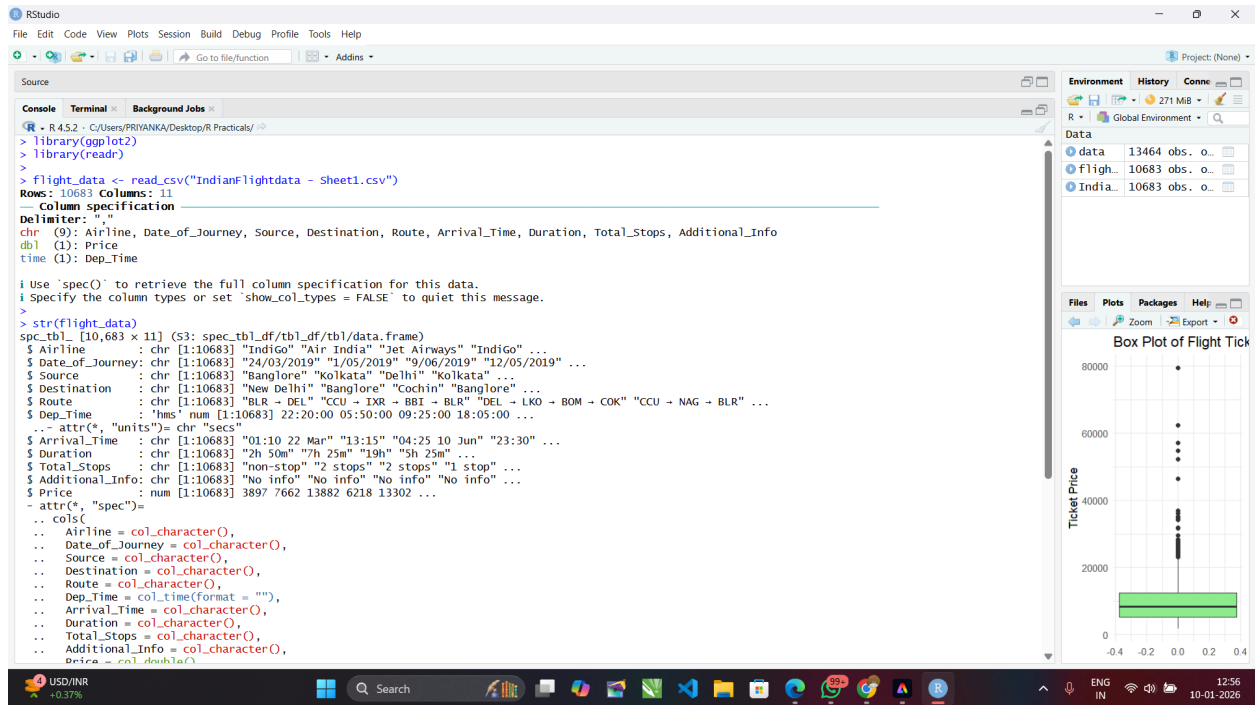 RStudio
File Edit Code View Plots Session Build Debug Profile Tools Help
Go to file/function Addins Project: (None)
Source
Console Terminal Background Jobs
R 4.5.2 · C:/Users/PRIYANKA/Desktop/R Practicals/
> library(ggplot2)
> library(readr)
>
> flight_data <- read_csv("IndianFlightdata - Sheet1.csv")
Rows: 10683 Columns: 11
── Column specification ──
Delimiter: ","
chr (9): Airline, Date_of_Journey, Source, Destination, Route, Arrival_Time, Duration, Total_Stops, Additional_Info
dbl (1): Price
time (1): Dep_Time
ℹ Use `spec()` to retrieve the full column specification for this data.
ℹ Specify the column types or set `show_col_types = FALSE` to quiet this message.
>
> str(flight_data)
spc_tbl_ [10,683 × 11] (S3: spec_tbl_df/tbl_df/tbl/data.frame)
$ Airline : chr [1:10683] "IndiGo" "Air India" "Jet Airways" "IndiGo" ...
$ Date_of_Journey: chr [1:10683] "24/03/2019" "1/05/2019" "9/06/2019" "12/05/2019" ...
$ Source : chr [1:10683] "Banglore" "Kolkata" "Delhi" "Kolkata" ...
$ Destination : chr [1:10683] "New Delhi" "Banglore" "Cochin" "Banglore" ...
$ Route : chr [1:10683] "BLR → DEL" "CCU → IXR → BBI → BLR" "DEL → LKO → BOM → COK" "CCU → NAG → BLR" ...
$ Dep_Time : 'hms' num [1:10683] 22:20:00 05:50:00 09:25:00 18:05:00 ...
..- attr(*, "units")= chr "secs"
$ Arrival_Time : chr [1:10683] "01:10 22 Mar" "13:15" "04:25 10 Jun" "23:30" ...
$ Duration : chr [1:10683] "2h 50m" "7h 25m" "19h" "5h 25m" ...
$ Total_Stops : chr [1:10683] "non-stop" "2 stops" "2 stops" "1 stop" ...
$ Additional_Info: chr [1:10683] "No info" "No info" "No info" "No info" ...
$ Price : num [1:10683] 3897 7662 13882 6218 13302 ...
- attr(*, "spec")=
.. cols(
.. Airline = col_character(),
.. Date_of_Journey = col_character(),
.. Source = col_character(),
.. Destination = col_character(),
.. Route = col_character(),
.. Dep_Time = col_time(format = ""),
.. Arrival_Time = col_character(),
.. Duration = col_character(),
.. Total_Stops = col_character(),
.. Additional_Info = col_character(),
.. Price = col_double()
Environment History Conne
271 MiB
R Global Environment
Data
data 13464 obs. o…
fligh… 10683 obs. o…
India… 10683 obs. o…
Files Plots Packages Help
Zoom Export
Box Plot of Flight Tick
Ticket Price
80000
60000
40000
20000
0
-0.4 -0.2 0.0 0.2 0.4
4 USD/INR
+0.37%
Search
99+
ENG
IN
12:56
10-01-2026